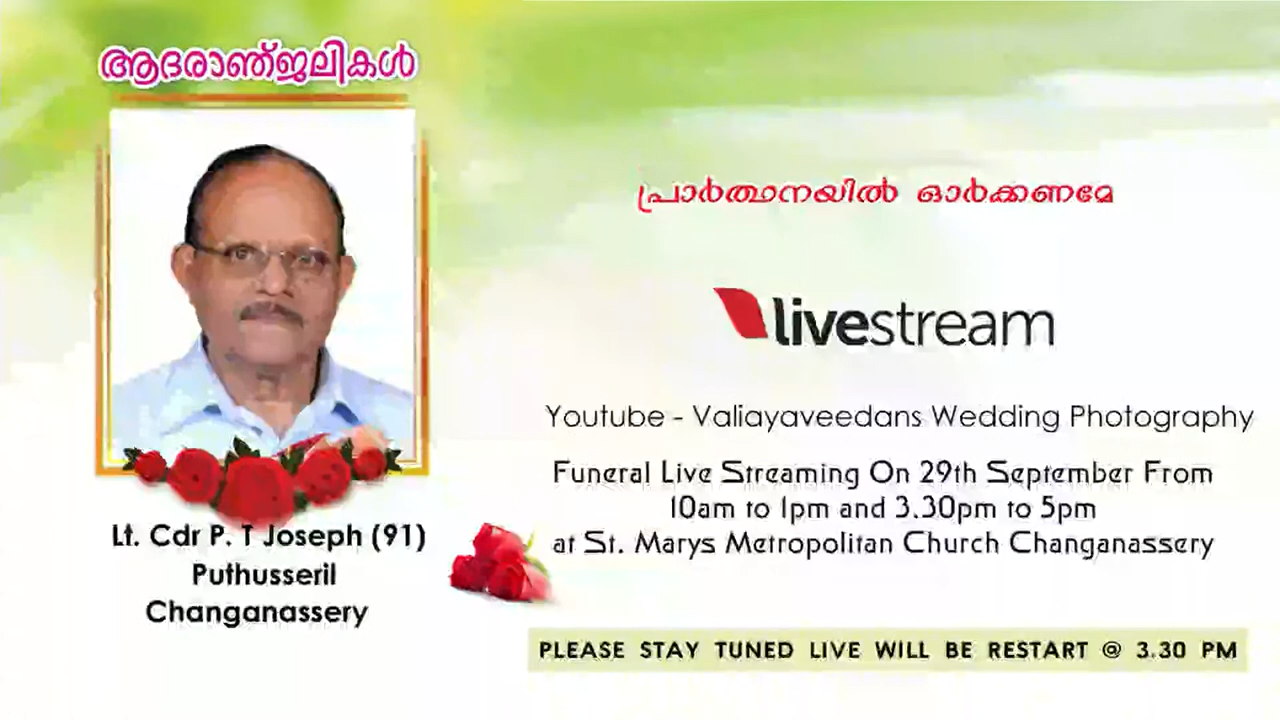 ആദരാഞ്ജലികൾ
Lt. Cdr P. T Joseph (91)
Puthusseril
Changanassery
പ്രാർത്ഥനയിൽ ഓർക്കണമേ
livestream
Youtube - Valiayaveedans Wedding Photography
Funeral Live Streaming On 29th September From
10am to 1pm and 3.30pm to 5pm
at St. Marys Metropolitan Church Changanassery
PLEASE STAY TUNED LIVE WILL BE RESTART @ 3.30 PM